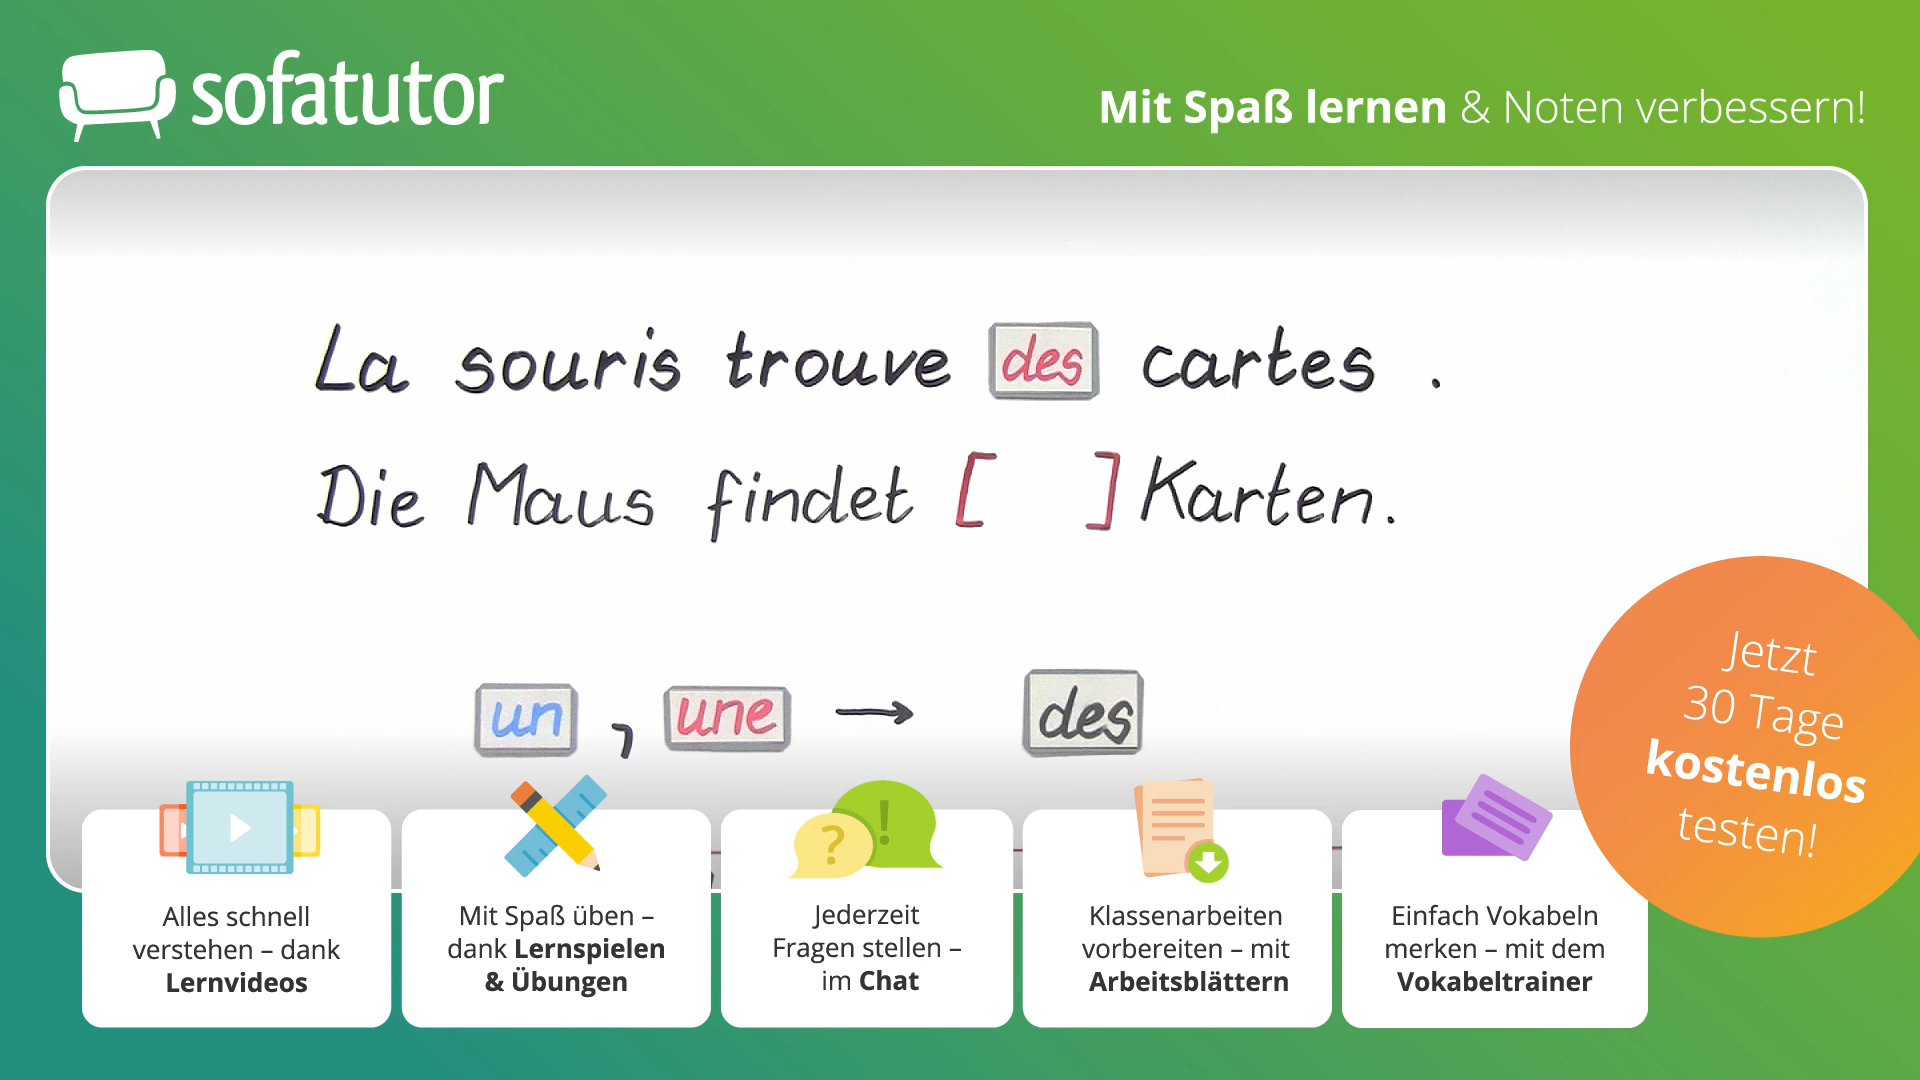 sofatutor
Mit Spaß lernen & Noten verbessern!
La souris trouve des cartes .
Die Maus findet [ ] Karten.
un , une → des
Jetzt
30 Tage
kostenlos
testen!
? !
Alles schnell
verstehen – dank
Lernvideos
Mit Spaß üben –
dank Lernspielen
& Übungen
Jederzeit
Fragen stellen –
im Chat
Klassenarbeiten
vorbereiten – mit
Arbeitsblättern
Einfach Vokabeln
merken – mit dem
Vokabeltrainer